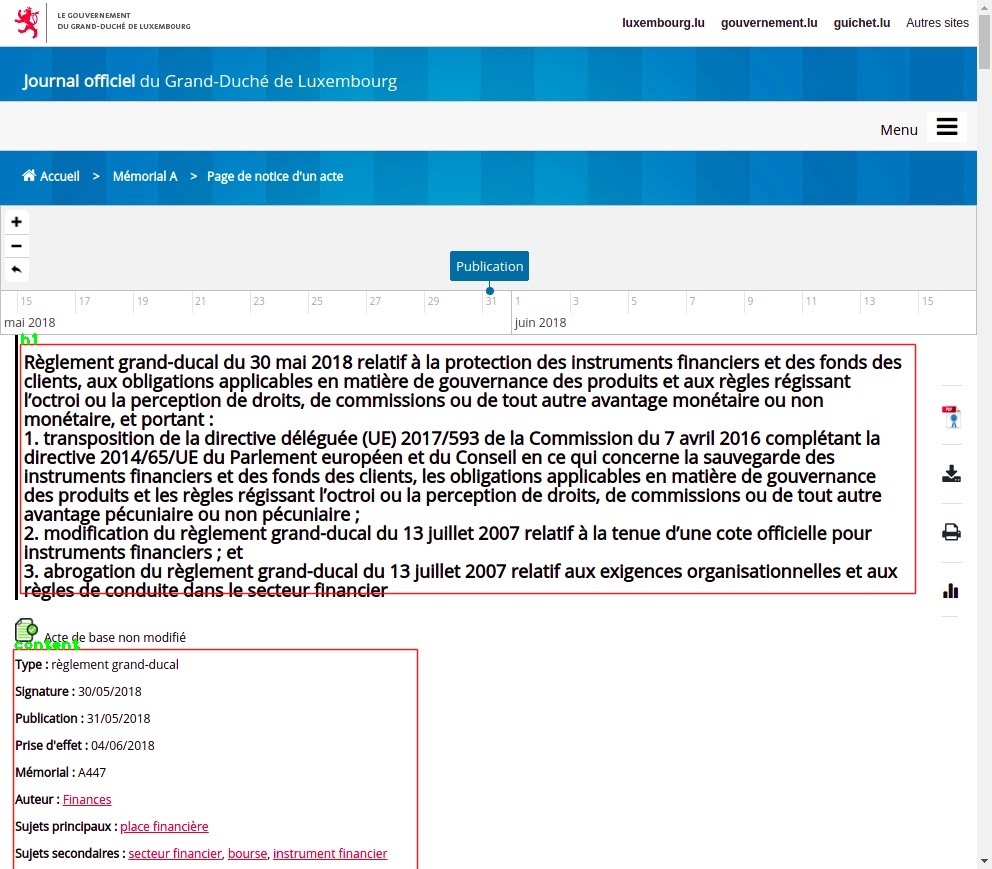 LE GOUVERNEMENT
DU GRAND-DUCHÉ DE LUXEMBOURG
luxembourg.lu gouvernement.lu guichet.lu Autres sites
Journal officiel du Grand-Duché de Luxembourg
Menu
Accueil > Mémorial A > Page de notice d'un acte
+
−
Publication
15 17 19 21 23 25 27 29 31 1 3 5 7 9 11 13 15
mai 2018 juin 2018
h1
Règlement grand-ducal du 30 mai 2018 relatif à la protection des instruments financiers et des fonds des
clients, aux obligations applicables en matière de gouvernance des produits et aux règles régissant
l’octroi ou la perception de droits, de commissions ou de tout autre avantage monétaire ou non
monétaire, et portant :
1. transposition de la directive déléguée (UE) 2017/593 de la Commission du 7 avril 2016 complétant la
directive 2014/65/UE du Parlement européen et du Conseil en ce qui concerne la sauvegarde des
instruments financiers et des fonds des clients, les obligations applicables en matière de gouvernance
des produits et les règles régissant l’octroi ou la perception de droits, de commissions ou de tout autre
avantage pécuniaire ou non pécuniaire ;
2. modification du règlement grand-ducal du 13 juillet 2007 relatif à la tenue d’une cote officielle pour
instruments financiers ; et
3. abrogation du règlement grand-ducal du 13 juillet 2007 relatif aux exigences organisationnelles et aux
règles de conduite dans le secteur financier
PDF
Acte de base non modifié
content
Type : règlement grand-ducal
Signature : 30/05/2018
Publication : 31/05/2018
Prise d'effet : 04/06/2018
Mémorial : A447
Auteur : Finances
Sujets principaux : place financière
Sujets secondaires : secteur financier, bourse, instrument financier